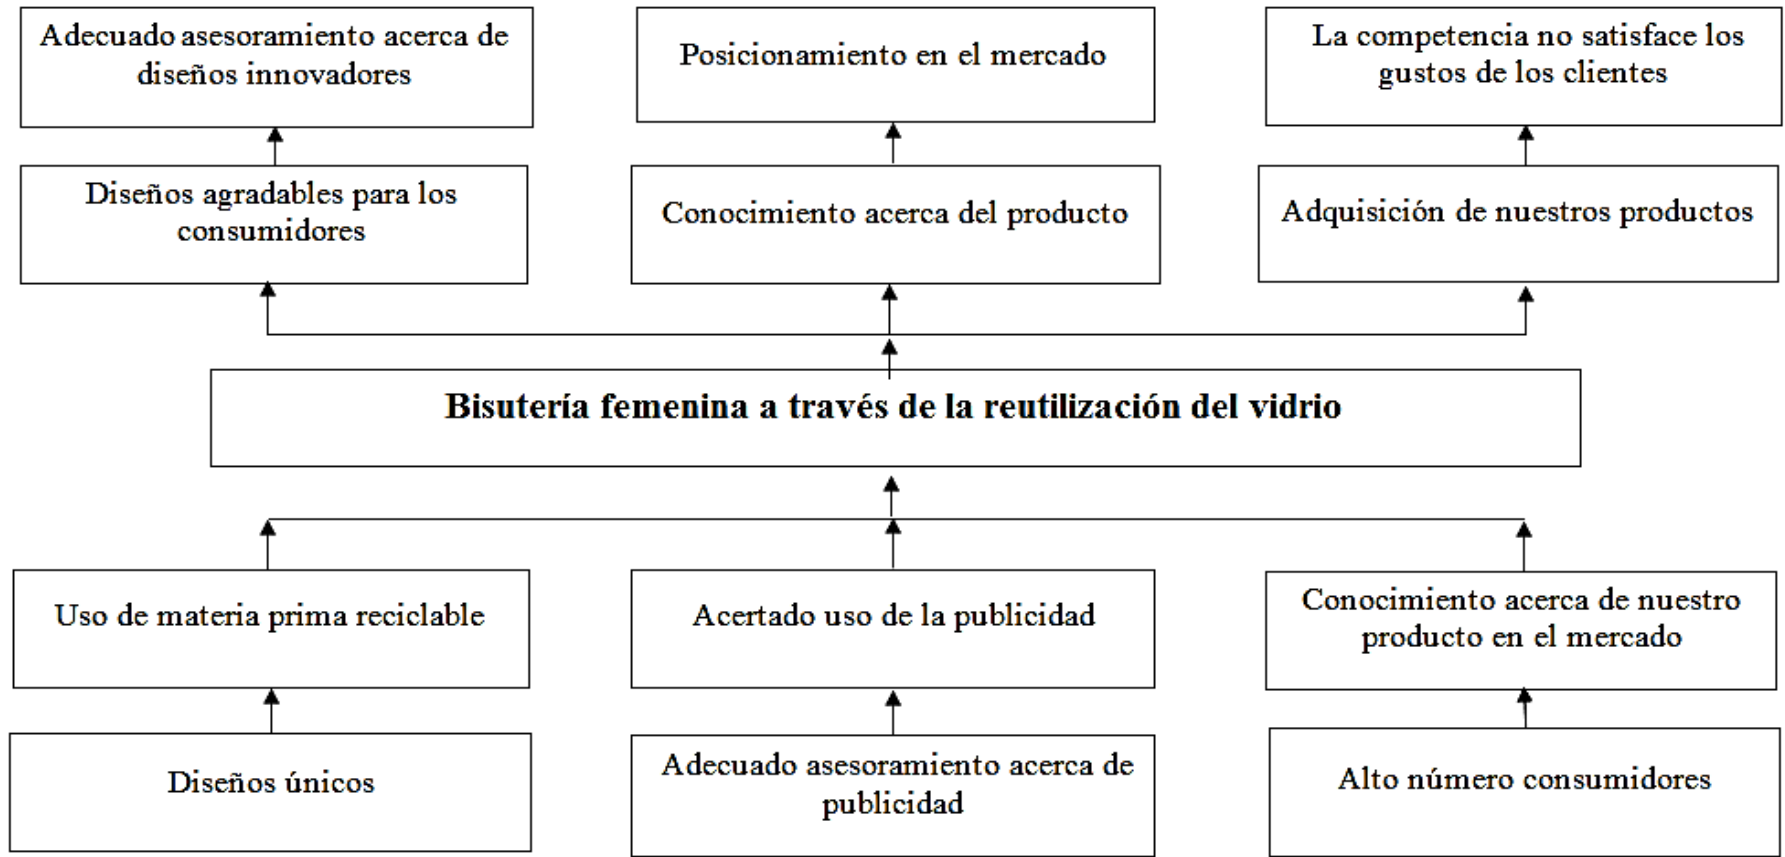 Adecuado asesoramiento acerca de
diseños innovadores
Posicionamiento en el mercado
La competencia no satisface los
gustos de los clientes
Diseños agradables para los
consumidores
Conocimiento acerca del producto
Adquisición de nuestros productos
Bisutería femenina a través de la reutilización del vidrio
Uso de materia prima reciclable
Acertado uso de la publicidad
Conocimiento acerca de nuestro
producto en el mercado
Diseños únicos
Adecuado asesoramiento acerca de
publicidad
Alto número consumidores